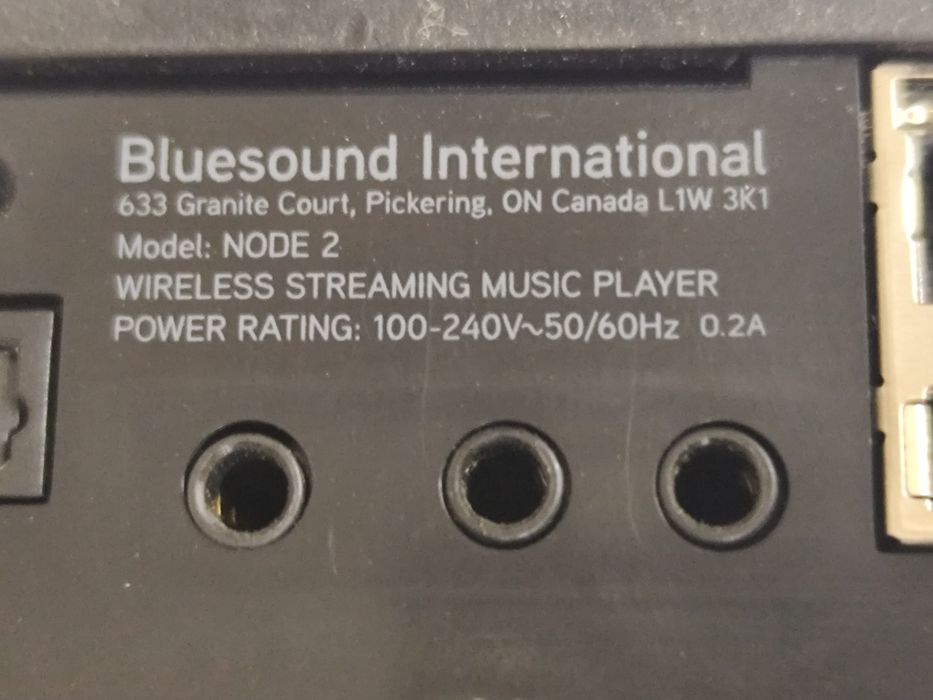 Bluesound International
633 Granite Court, Pickering, ON Canada L1W 3K1
Model: NODE 2
WIRELESS STREAMING MUSIC PLAYER
POWER RATING: 100-240V~50/60Hz 0.2A